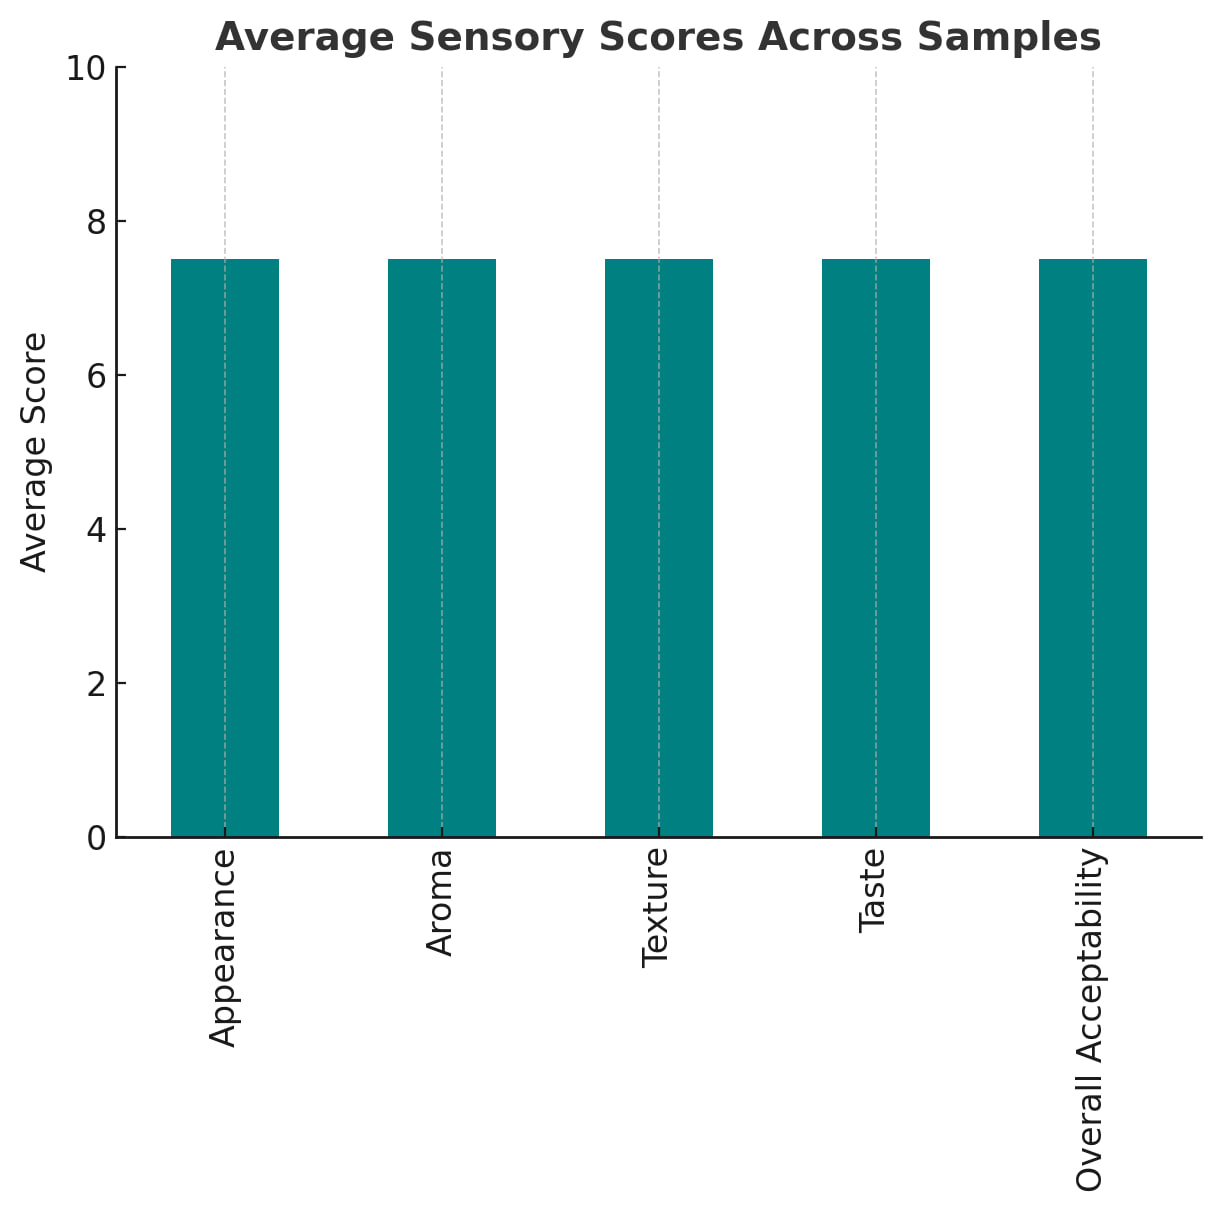 Average Sensory Scores Across Samples
10
8
6
4
2
0
Average Score
Appearance
Aroma
Texture
Taste
Overall Acceptability